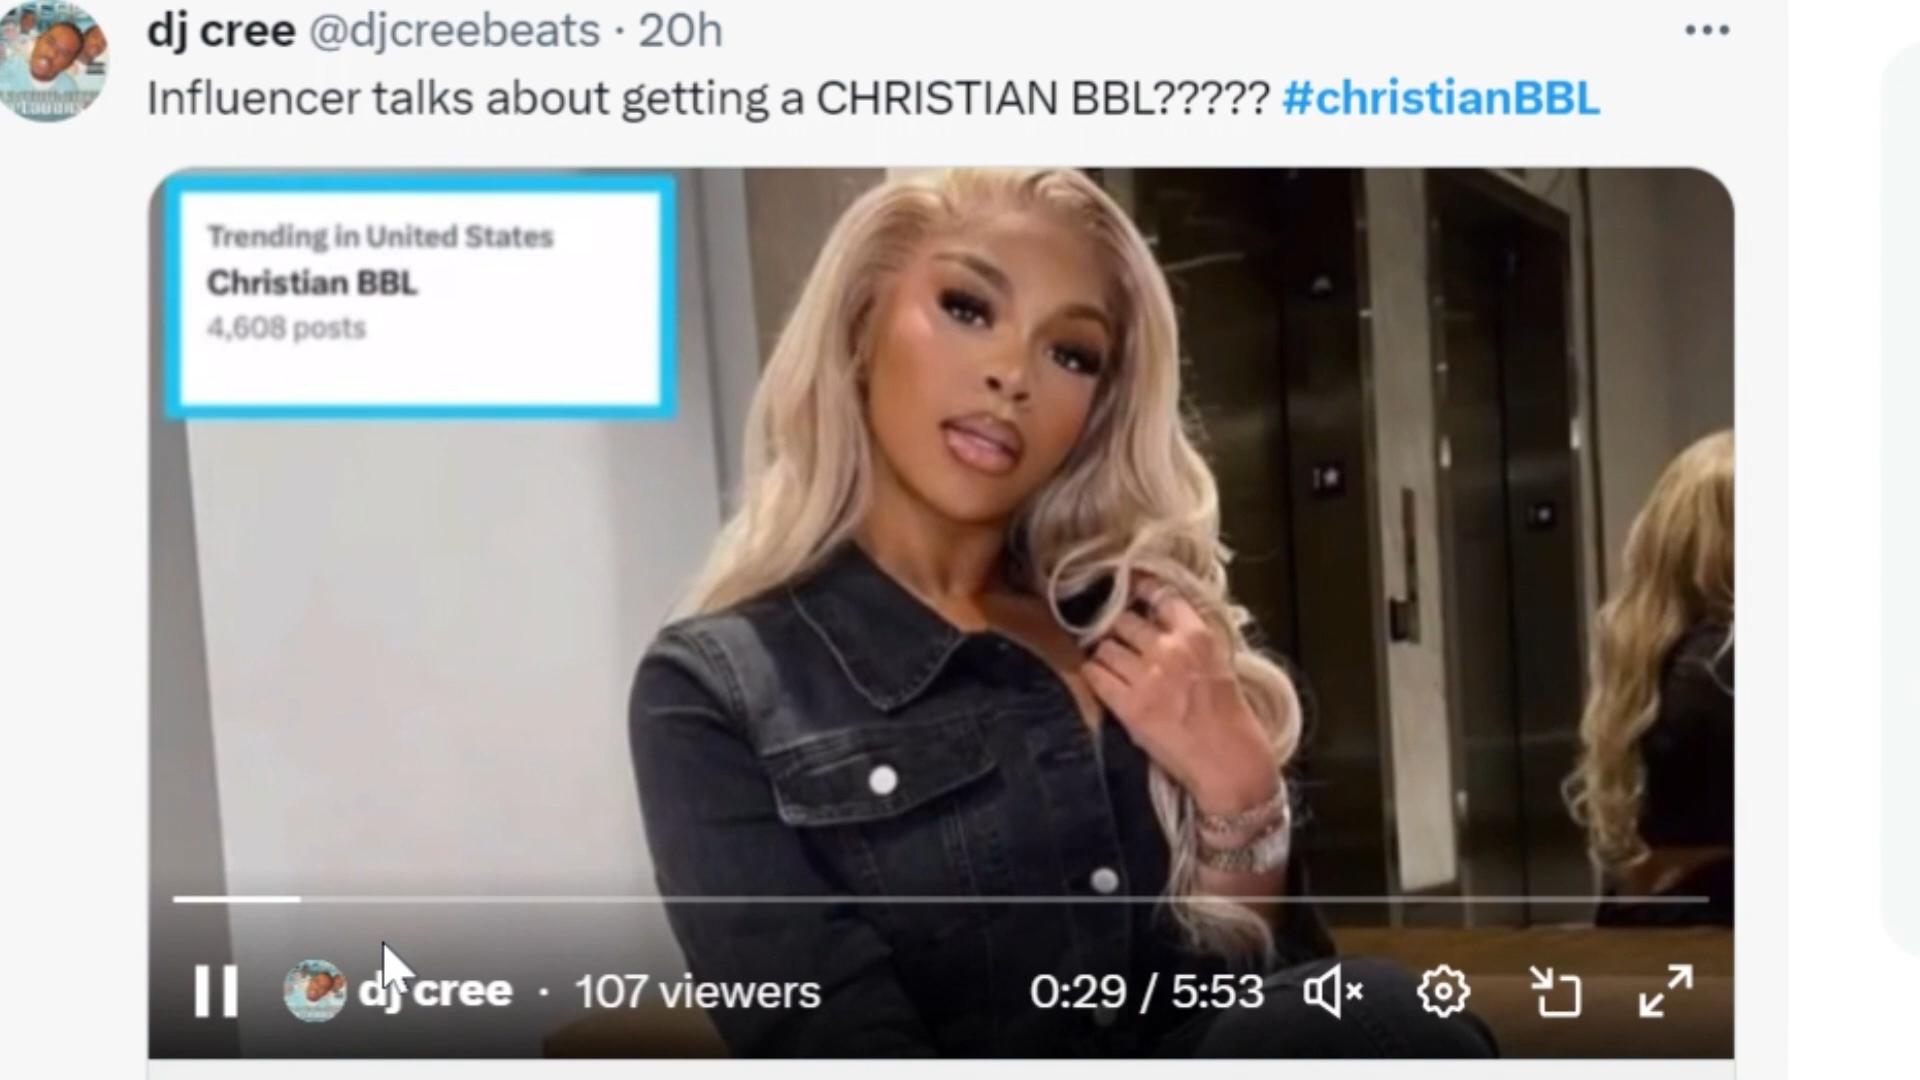 dj cree @djcreebeats · 20h
Influencer talks about getting a CHRISTIAN BBL????? #christianBBL
Trending in United States
Christian BBL
4,608 posts
dj cree · 107 viewers
0:29 / 5:53